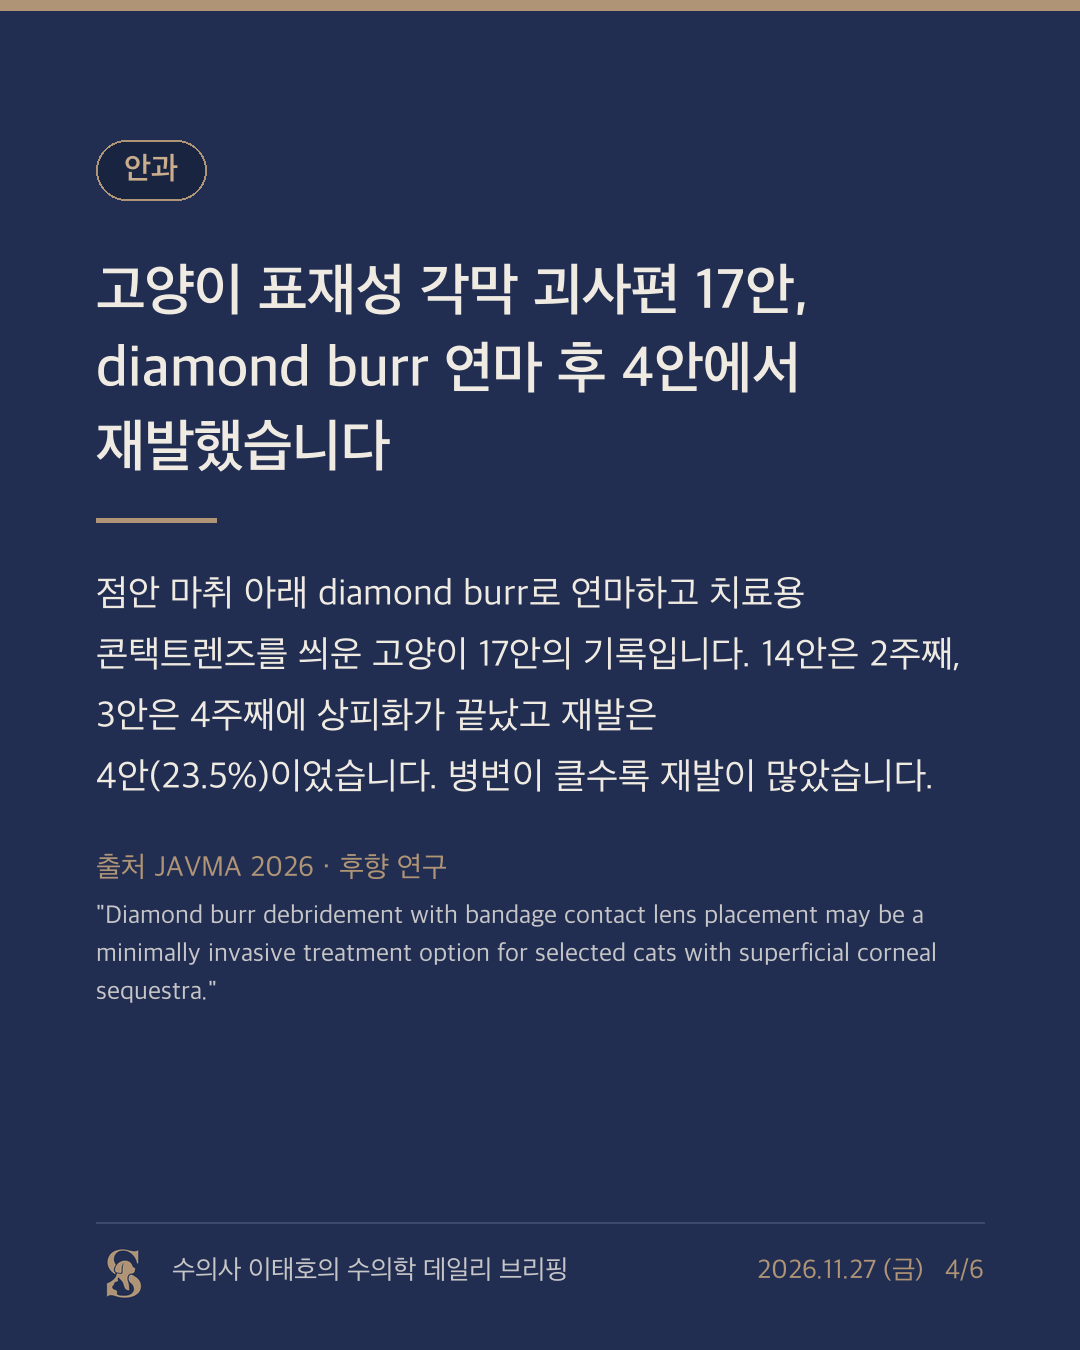 안과
고양이 표재성 각막 괴사편 17안,
diamond burr 연마 후 4안에서
재발했습니다
점안 마취 아래 diamond burr로 연마하고 치료용
콘택트렌즈를 씌운 고양이 17안의 기록입니다. 14안은 2주째,
3안은 4주째에 상피화가 끝났고 재발은
4안(23.5%)이었습니다. 병변이 클수록 재발이 많았습니다.
출처 JAVMA 2026 · 후향 연구
"Diamond burr debridement with bandage contact lens placement may be a
minimally invasive treatment option for selected cats with superficial corneal
sequestra."
수의사 이태호의 수의학 데일리 브리핑
2026.11.27 (금) 4/6